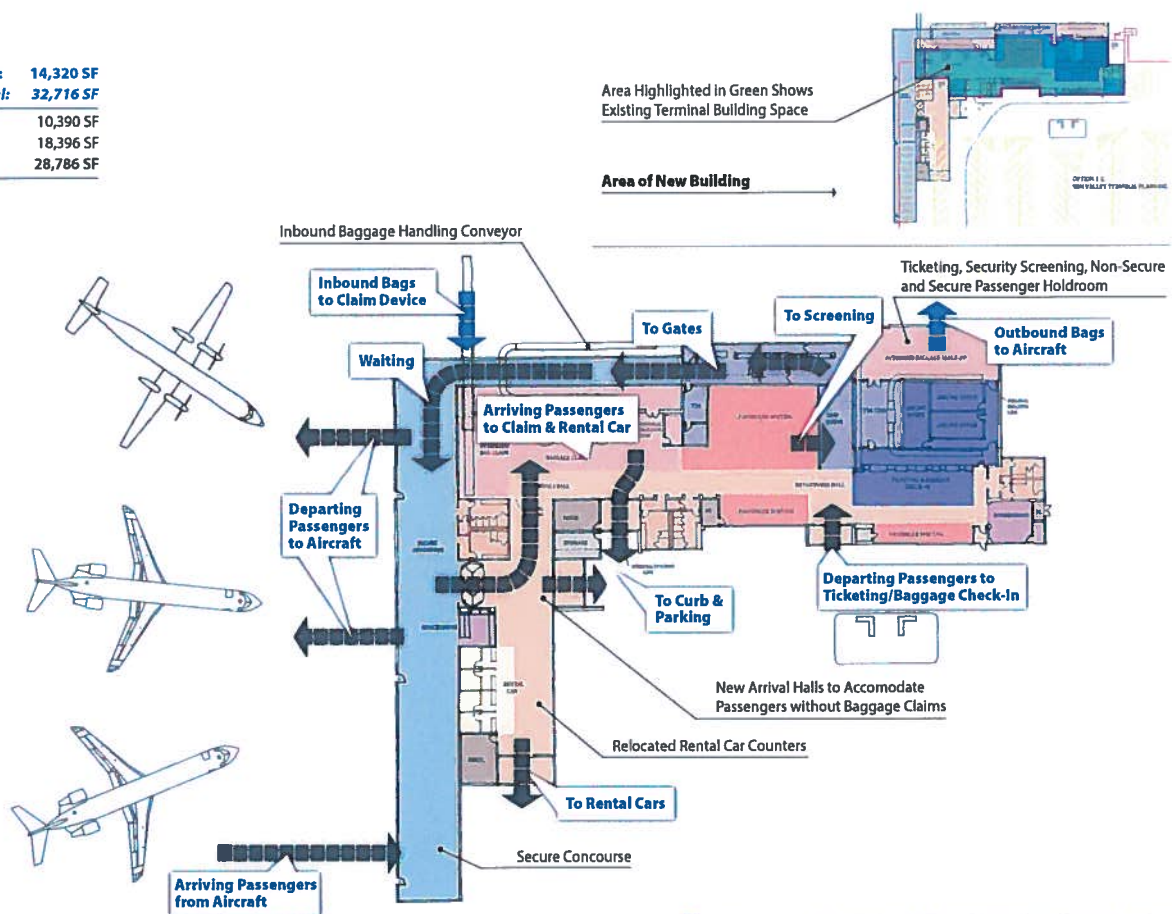 : 14,320 SF
al: 32,716 SF
10,390 SF
18,396 SF
28,786 SF
Area Highlighted in Green Shows
Existing Terminal Building Space
Area of New Building
Inbound Baggage Handling Conveyor
Ticketing, Security Screening, Non-Secure
and Secure Passenger Holdroom
Inbound Bags
to Claim Device
To Gates
To Screening
Outbound Bags
to Aircraft
Waiting
Arriving Passengers
to Claim & Rental Car
Departing
Passengers
to Aircraft
To Curb &
Parking
Departing Passengers to
Ticketing/Baggage Check-In
New Arrival Halls to Accomodate
Passengers without Baggage Claims
RENTAL
CAR
Relocated Rental Car Counters
To Rental Cars
Secure Concourse
Arriving Passengers
from Aircraft